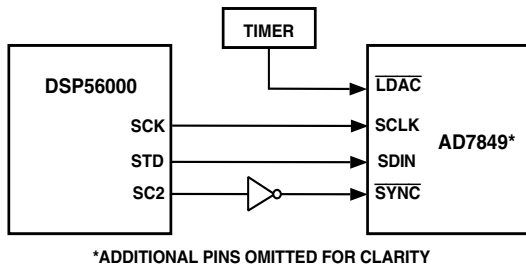 TIMER
DSP56000
LDAC
SCK
SCLK
AD7849*
STD
SDIN
SC2
SYNC
*ADDITIONAL PINS OMITTED FOR CLARITY